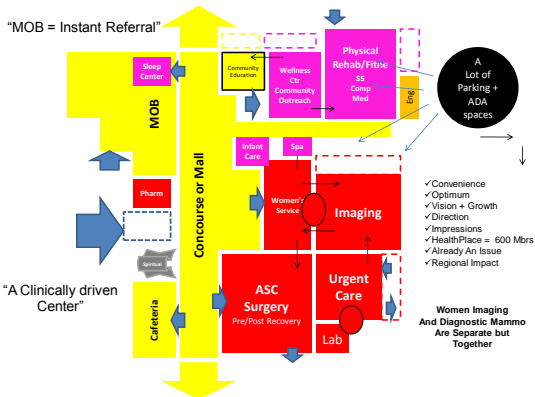 “MOB = Instant Referral”
Sleep
Center
MOB
Community
Education
Wellness
Ctr
Community
Outreach
Physical
Rehab/Fitne
ss
Comp
Med
Eng
A
Lot of
Parking +
ADA
spaces
Infant
Care
Spa
Pharm
Concourse or Mall
Women's
Service
Imaging
✓Convenience
✓Optimum
✓Vision + Growth
✓Direction
✓Impressions
✓HealthPlace = 600 Mbrs
✓Already An Issue
✓Regional Impact
Spiritual
“A Clinically driven
Center”
Cafeteria
ASC
Surgery
Pre/Post Recovery
Urgent
Care
Lab
Women Imaging
And Diagnostic Mammo
Are Separate but
Together